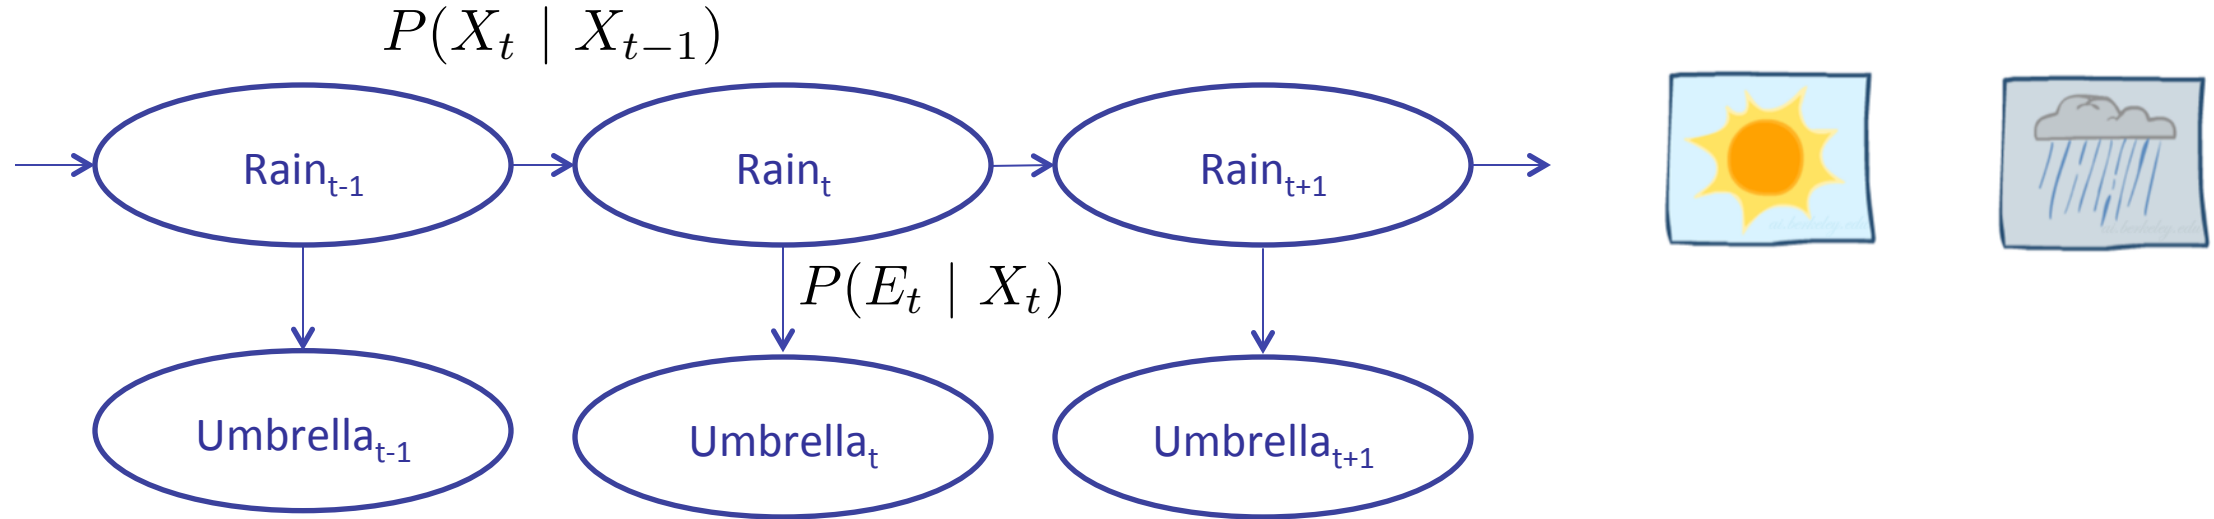 P(X_t | X_{t-1})
Rain_{t-1}
Rain_t
Rain_{t+1}
P(E_t | X_t)
Umbrella_{t-1}
Umbrella_t
Umbrella_{t+1}